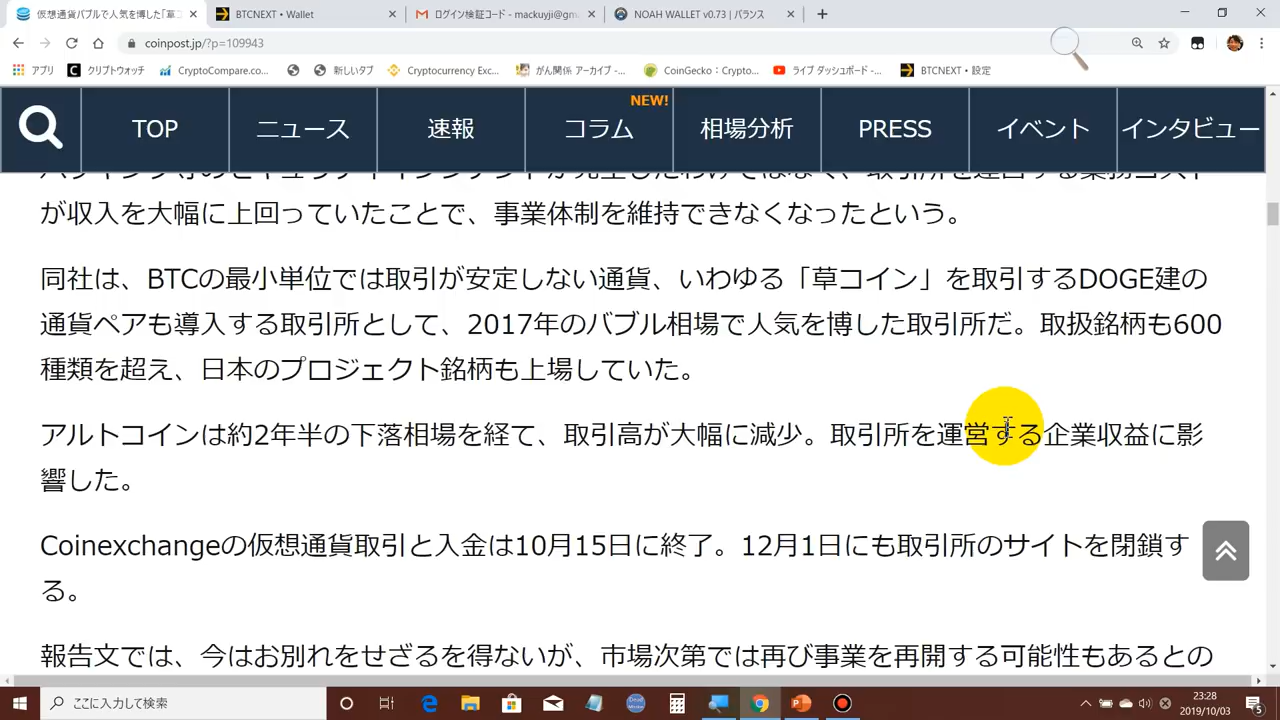 仮想通貨バブルで人気を博した「草コ
BTCNEXT • Wallet
ログイン検証コード - mackuyji@gm
NOAH WALLET v0.73 | バランス
coinpost.jp/?p=109943
アプリ
クリプトウォッチ
CryptoCompare.co...
新しいタブ
Cryptocurrency Exc...
がん関係 アーカイブ -...
CoinGecko：Crypto...
ライブ ダッシュボード -...
BTCNEXT • 設定
TOP
ニュース
速報
NEW!
コラム
相場分析
PRESS
イベント
インタビュー
が収入を大幅に上回っていたことで、事業体制を維持できなくなったという。
同社は、BTCの最小単位では取引が安定しない通貨、いわゆる「草コイン」を取引するDOGE建の
通貨ペアも導入する取引所として、2017年のバブル相場で人気を博した取引所だ。取扱銘柄も600
種類を超え、日本のプロジェクト銘柄も上場していた。
アルトコインは約2年半の下落相場を経て、取引高が大幅に減少。取引所を運営する企業収益に影
響した。
Coinexchangeの仮想通貨取引と入金は10月15日に終了。12月1日にも取引所のサイトを閉鎖す
る。
報告文では、今はお別れをせざるを得ないが、市場次第では再び事業を再開する可能性もあるとの
ここに入力して検索
23:28
2019/10/03
5